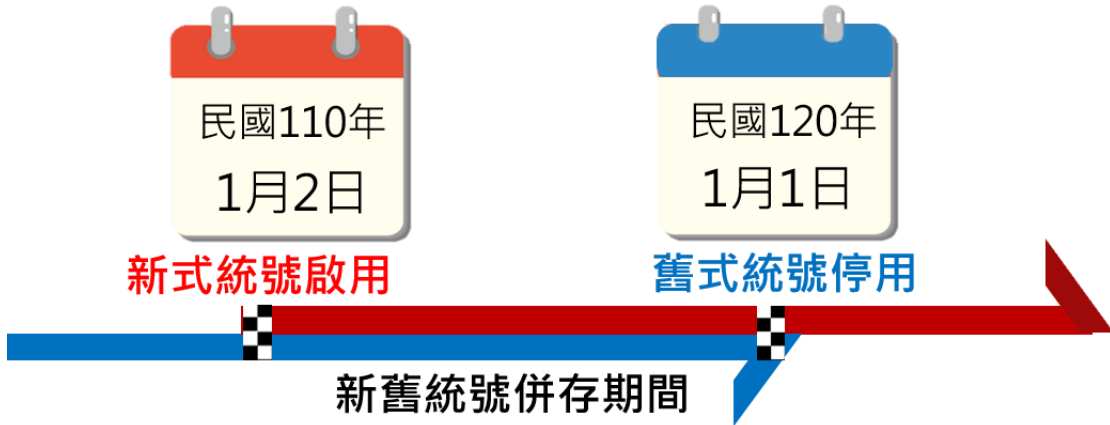 民國110年
1月2日
民國120年
1月1日
新式統號啟用
舊式統號停用
新舊統號併存期間